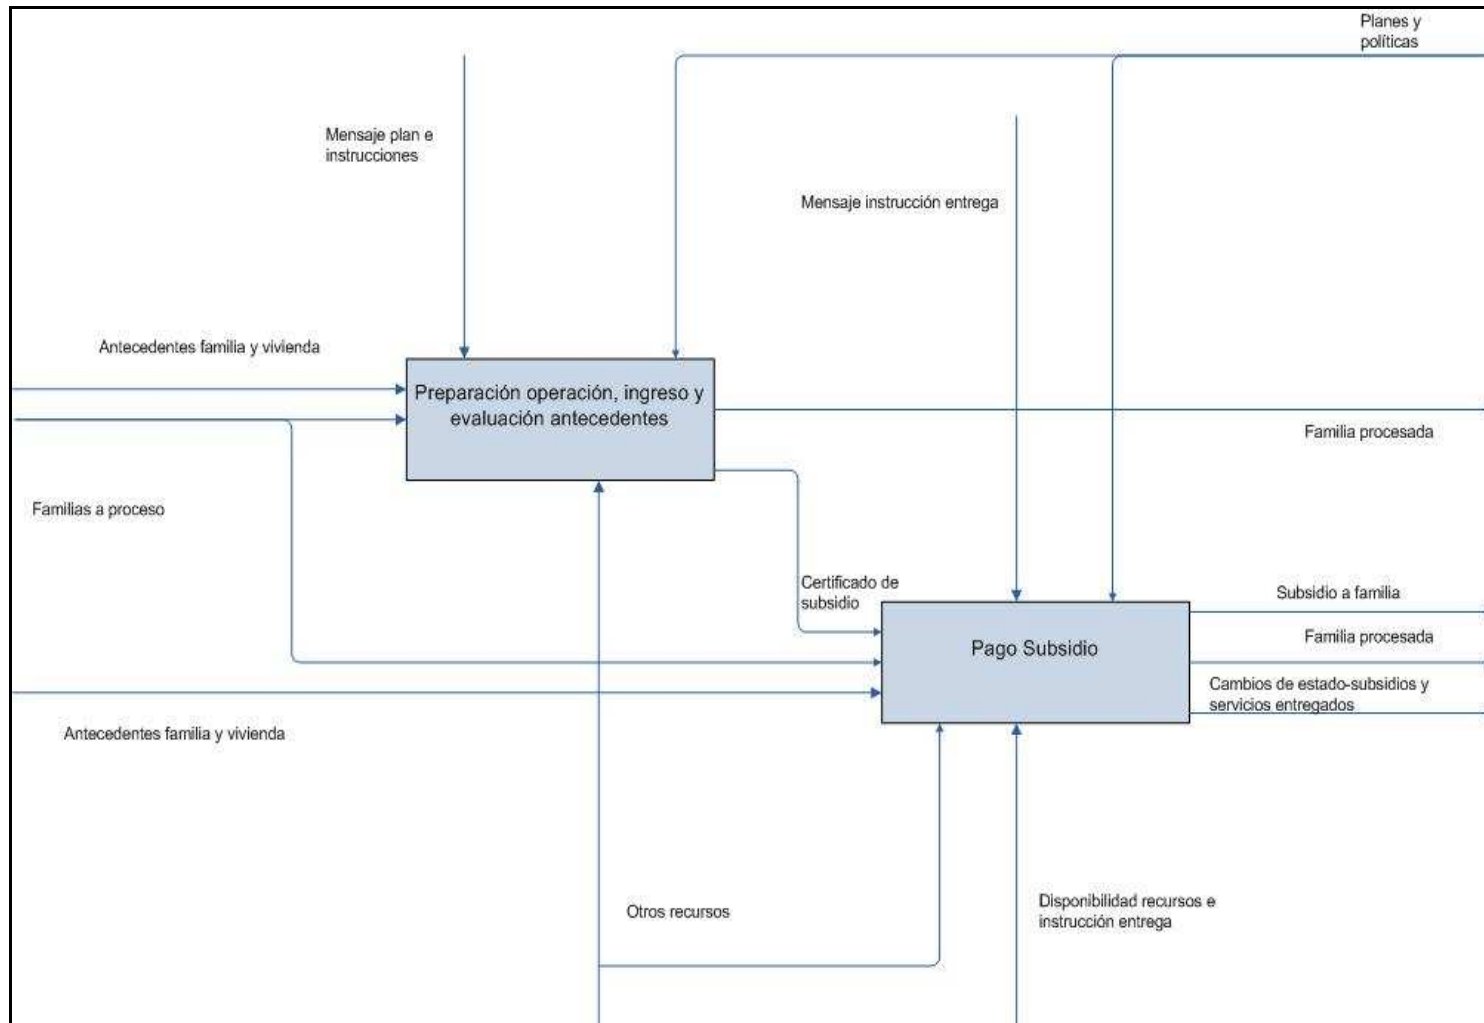 Planes y
políticas
Mensaje plan e
instrucciones
Mensaje instrucción entrega
Antecedentes familia y vivienda
Preparación operación, ingreso y
evaluación antecedentes
Familia procesada
Familias a proceso
Certificado de
subsidio
Subsidio a familia
Pago Subsidio
Familia procesada
Cambios de estado-subsidios y
servicios entregados
Antecedentes familia y vivienda
Otros recursos
Disponibilidad recursos e
instrucción entrega